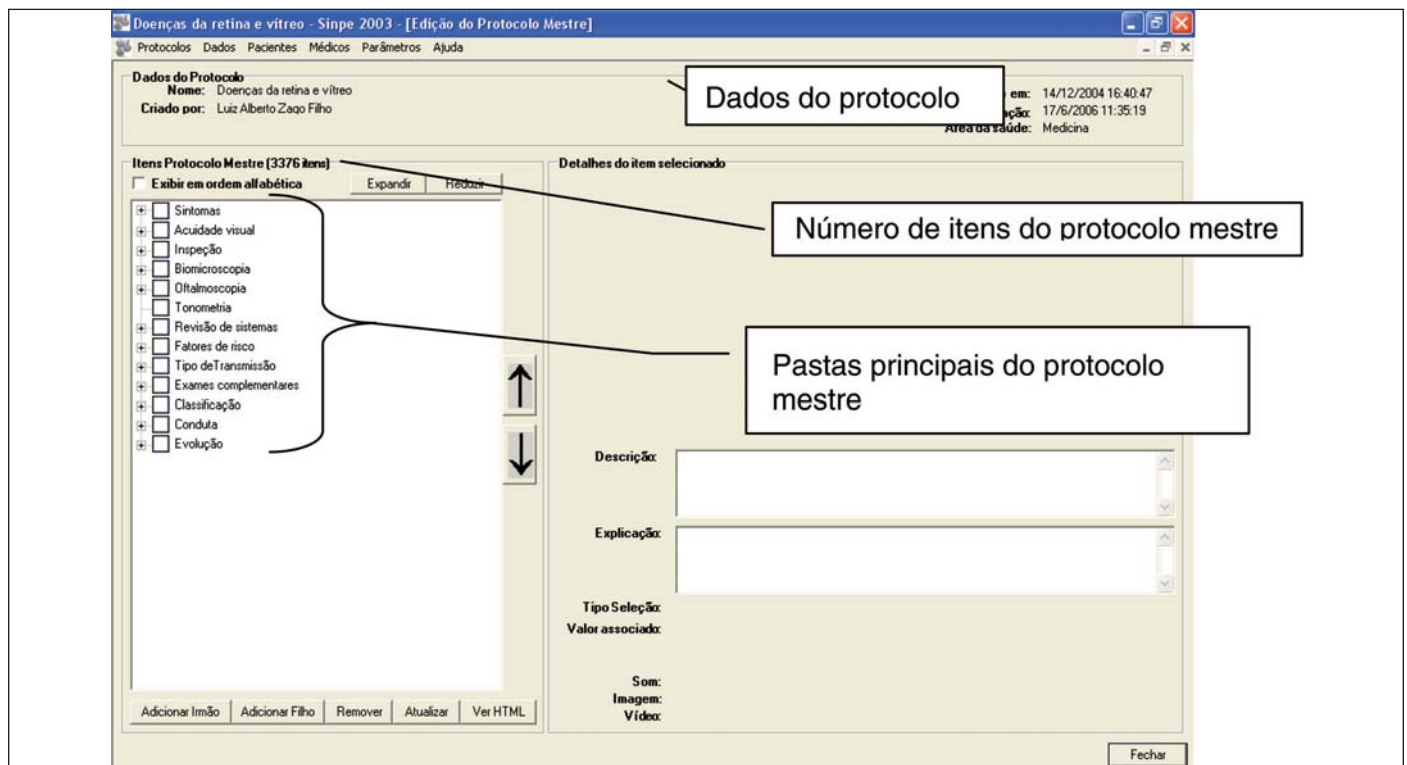 Doenças da retina e vítreo - Sinpe 2003 - [Edição do Protocolo Mestre]
Protocolos Dados Pacientes Médicos Parâmetros Ajuda
Dados do Protocolo
Nome: Doenças da retina e vítreo
Criado por: Luiz Alberto Zago Filho
Dados do protocolo
em: 14/12/2004 16:40:47
17/6/2006 11:35:19
Área da saúde: Medicina
Itens Protocolo Mestre (3376 itens)
Exibir em ordem alfabética
Expandir
Reduzir
Sintomas
Acuidade visual
Inspeção
Biomicroscopia
Oftalmoscopia
Tonometria
Revisão de sistemas
Fatores de risco
Tipo deTransmissão
Exames complementares
Classificação
Conduta
Evolução
Adicionar Irmão
Adicionar Filho
Remover
Atualizar
Ver HTML
Detalhes do item selecionado
Número de itens do protocolo mestre
Pastas principais do protocolo
mestre
Descrição:
Explicação:
Tipo Seleção:
Valor associado:
Som:
Imagem:
Vídeo:
Fechar